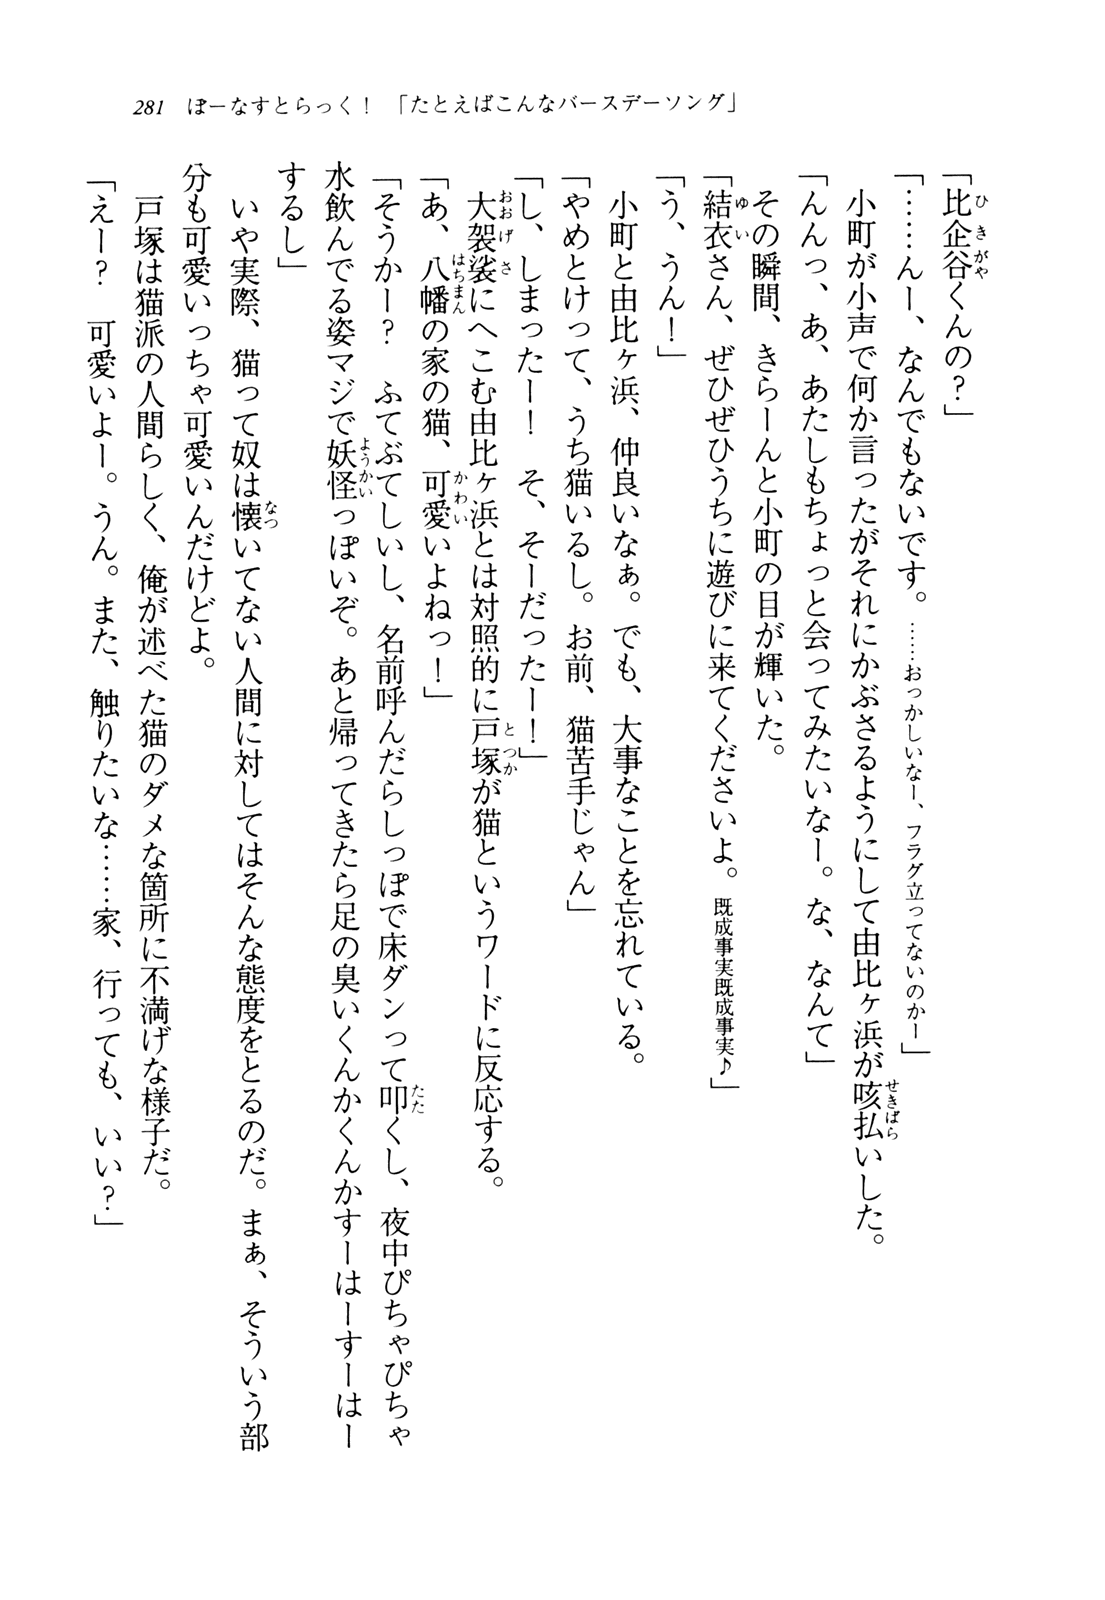 281 ぼーなすとらっく！ 「たとえばこんなバースデーソング」
「比企谷くんの？」
「……んー、なんでもないです。……おっかしいなー、フラグ立ってないのかー」
小町が小声で何か言ったがそれにかぶさるようにして由比ヶ浜が咳払いした。
「んんっ、あ、あたしもちょっと会ってみたいなー。な、なんて」
その瞬間、きらーんと小町の目が輝いた。
「結衣さん、ぜひぜひうちに遊びに来てくださいよ。既成事実既成事実♪」
「う、うん！」
小町と由比ヶ浜、仲良いなぁ。でも、大事なことを忘れている。
「やめとけって、うち猫いるし。お前、猫苦手じゃん」
「し、しまったー！　そ、そーだったー！」
大袈裟にへこむ由比ヶ浜とは対照的に戸塚が猫というワードに反応する。
「あ、八幡の家の猫、可愛いよねっ！」
「そうかー？　ふてぶてしいし、名前呼んだらしっぽで床ダンって叩くし、夜中ぴちゃぴちゃ
水飲んでる姿マジで妖怪っぽいぞ。あと帰ってきたら足の臭いくんかくんかすーはーすーはー
するし」
いや実際、猫って奴は懐いてない人間に対してはそんな態度をとるのだ。まぁ、そういう部
分も可愛いっちゃ可愛いんだけどよ。
戸塚は猫派の人間らしく、俺が述べた猫のダメな箇所に不満げな様子だ。
「えー？　可愛いよー。うん。また、触りたいな……家、行っても、いい？」